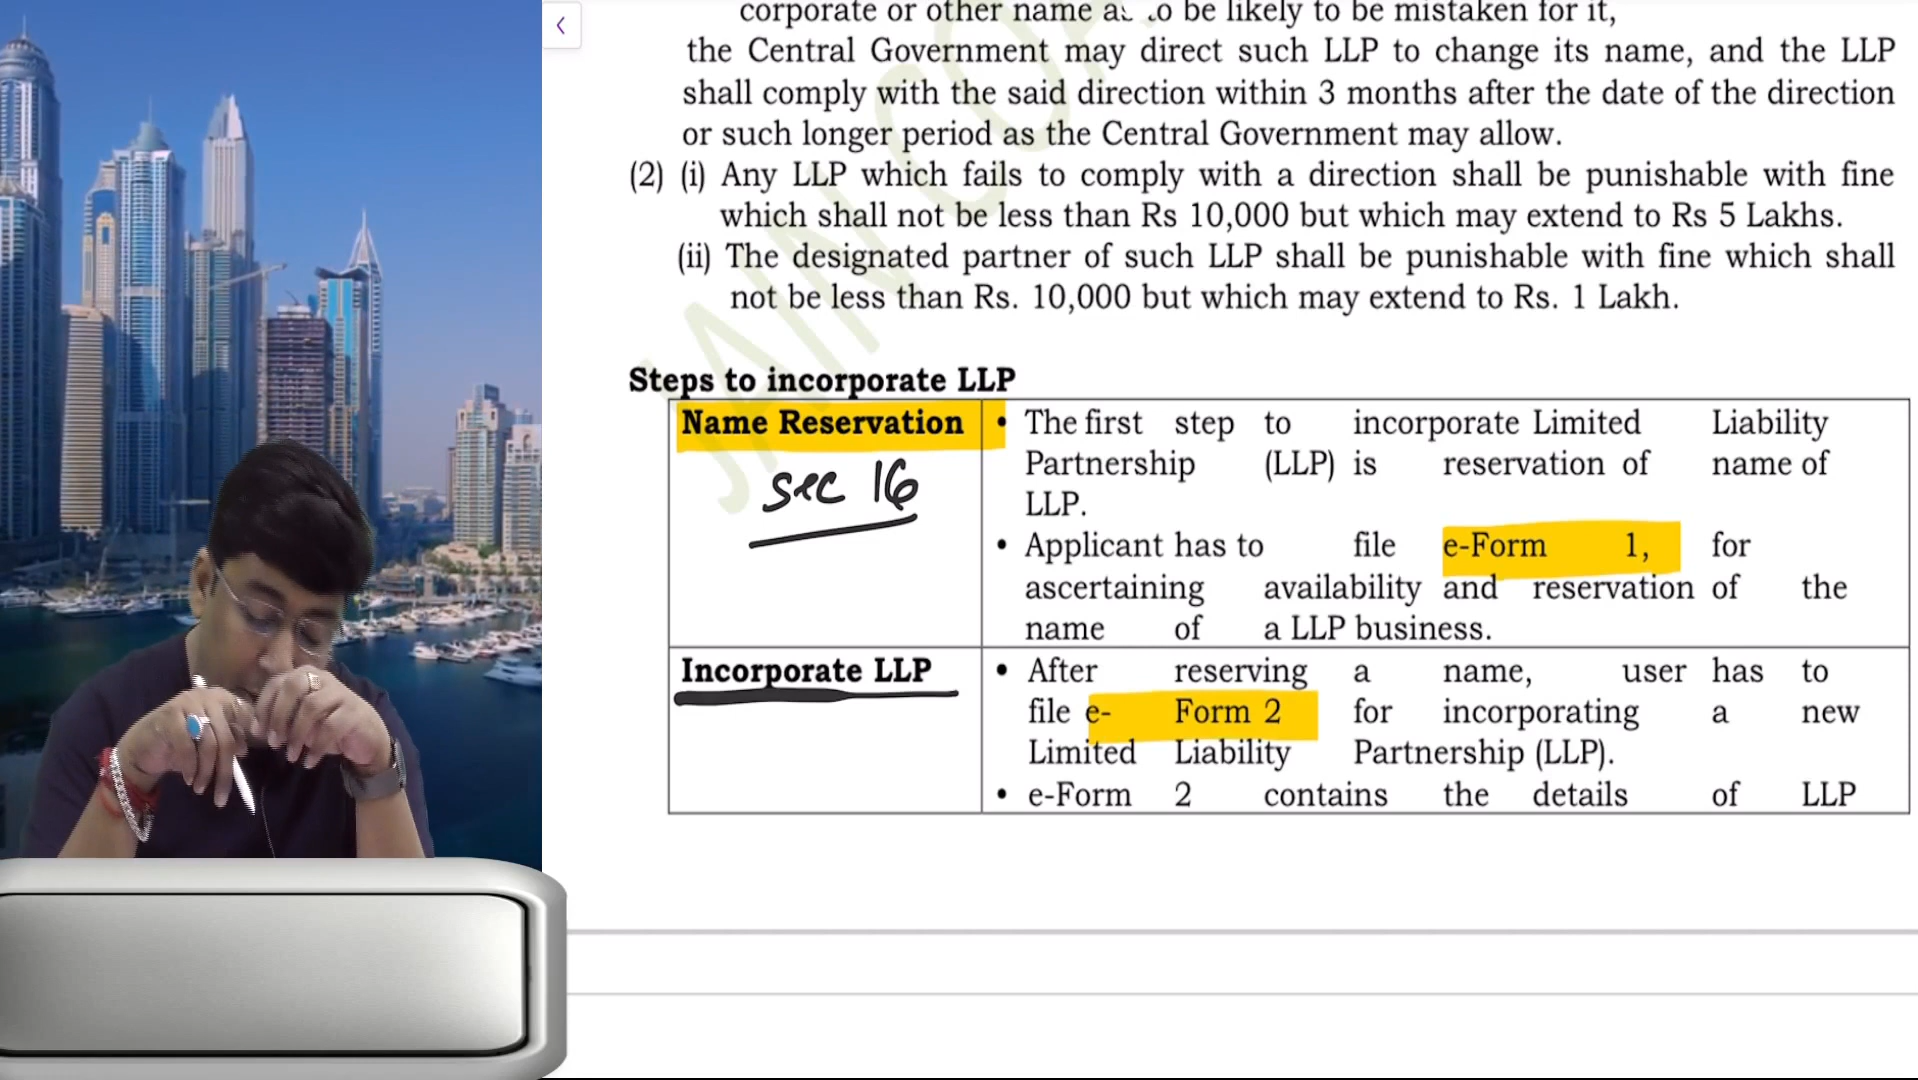 corporate or other name as to be likely to be mistaken for it,
the Central Government may direct such LLP to change its name, and the LLP
shall comply with the said direction within 3 months after the date of the direction
or such longer period as the Central Government may allow.
(2) (i) Any LLP which fails to comply with a direction shall be punishable with fine
which shall not be less than Rs 10,000 but which may extend to Rs 5 Lakhs.
(ii) The designated partner of such LLP shall be punishable with fine which shall
not be less than Rs. 10,000 but which may extend to Rs. 1 Lakh.
Steps to incorporate LLP
Name Reservation
sec 16
• The first step to incorporate Limited Liability
Partnership (LLP) is reservation of name of
LLP.
• Applicant has to file e-Form 1, for
ascertaining availability and reservation of the
name of a LLP business.
Incorporate LLP
• After reserving a name, user has to
file e- Form 2 for incorporating a new
Limited Liability Partnership (LLP).
• e-Form 2 contains the details of LLP
JAIN CO